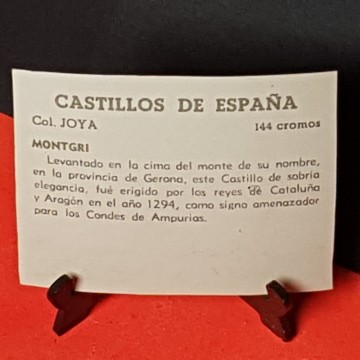 CASTILLOS DE ESPAÑA
Col. JOYA 144 cromos
MONTGRI
Levantado en la cima del monte de su nombre,
en la provincia de Gerona, este Castillo de sobria
elegancia, fué erigido por los reyes de Cataluña
y Aragón en el año 1294, como signo amenazador
para los Condes de Ampurias.